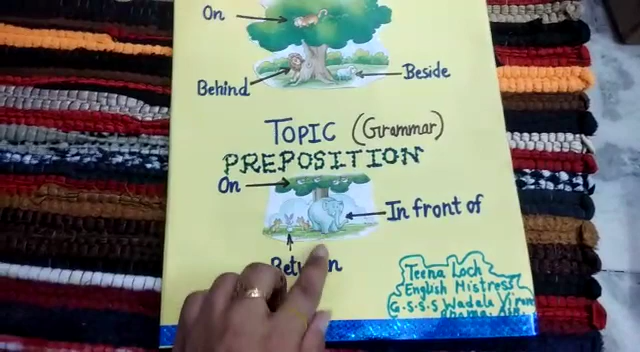 On
Behind
Beside
TOPIC (Grammar)
PREPOSITION
On
In front of
Teena Loch
English Mistress
G.S.S.S Wadala Viram